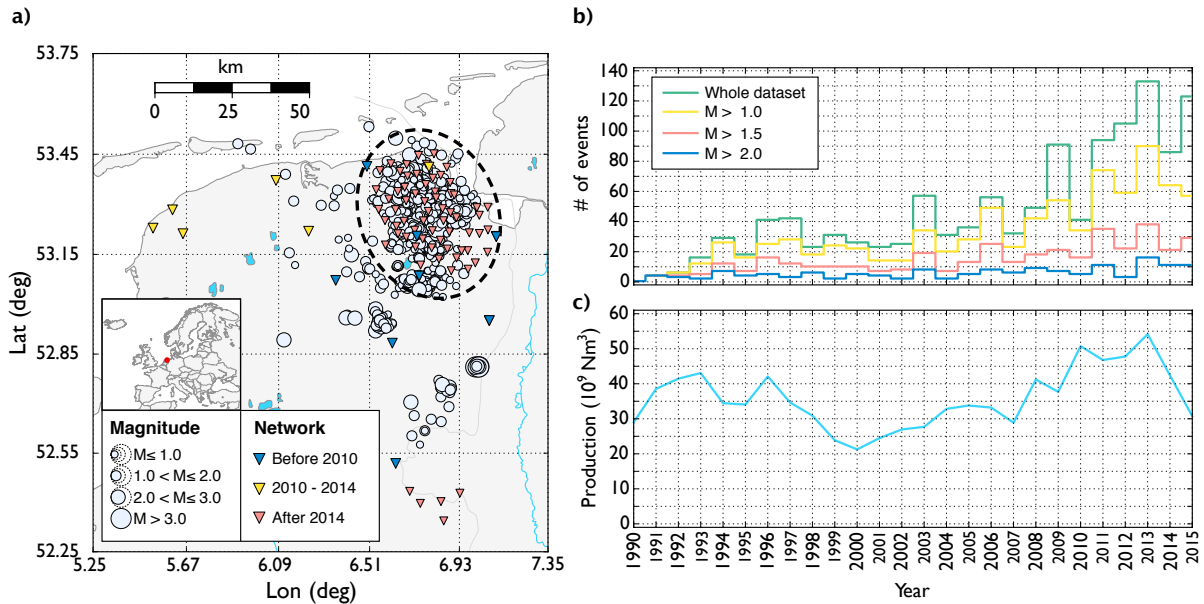 a)
53.75
53.45
53.15
52.85
52.55
52.25
Lat (deg)
5.25 5.67 6.09 6.51 6.93 7.35
Lon (deg)
km
0 25 50
Magnitude
M≤ 1.0
1.0 < M≤ 2.0
2.0 < M≤ 3.0
M > 3.0
Network
Before 2010
2010 - 2014
After 2014
b)
140
120
100
80
60
40
20
0
# of events
Whole dataset
M > 1.0
M > 1.5
M > 2.0
c)
60
50
40
30
20
10
0
Production (10⁹ Nm³)
1990 1991 1992 1993 1994 1995 1996 1997 1998 1999 2000 2001 2002 2003 2004 2005 2006 2007 2008 2009 2010 2011 2012 2013 2014 2015
Year